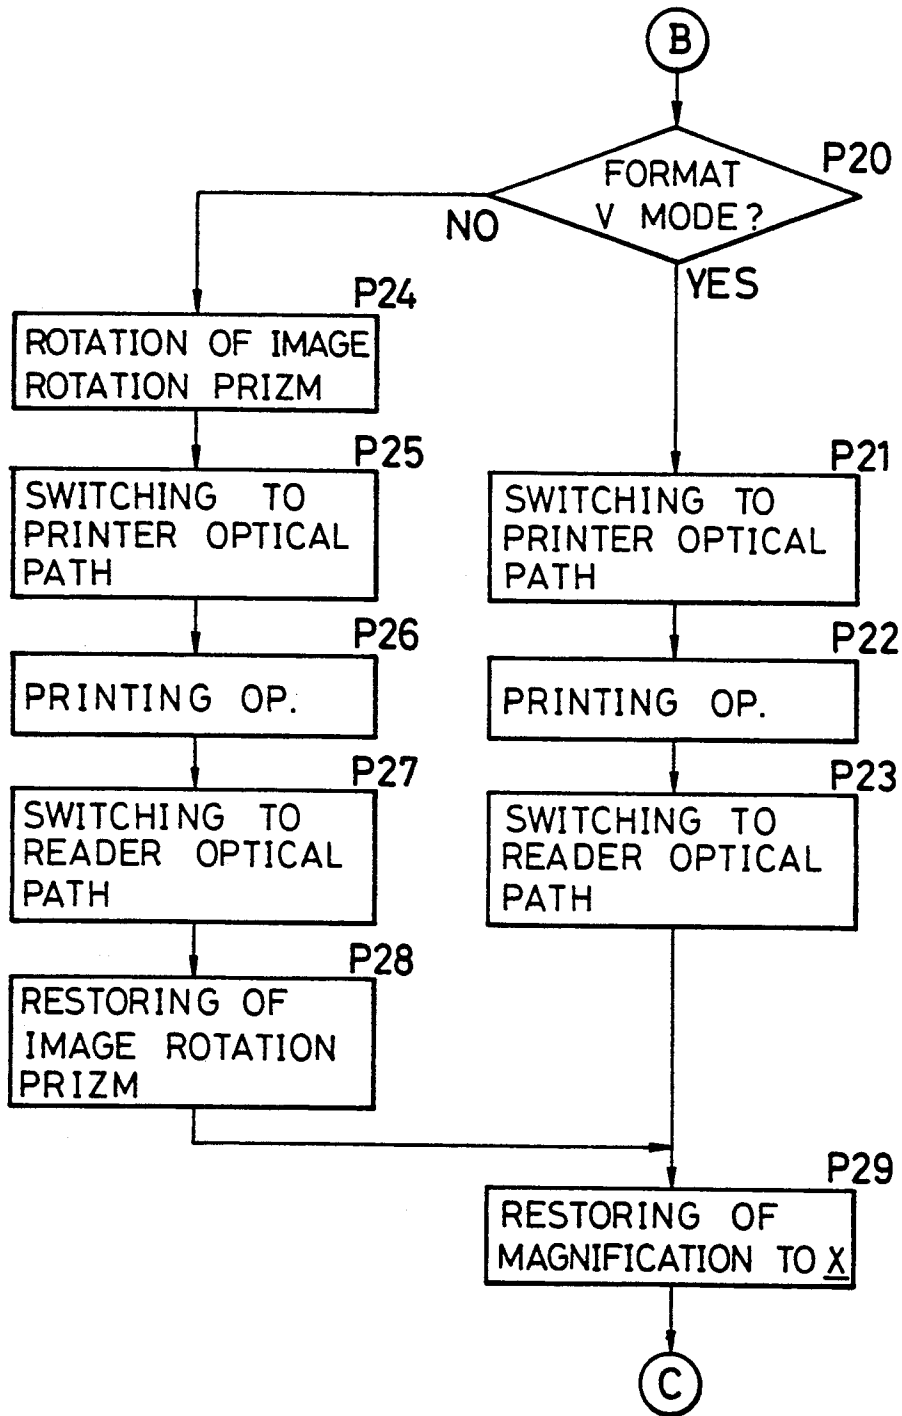 B
P20
FORMAT
V MODE?
NO
YES
P24
ROTATION OF IMAGE
ROTATION PRIZM
P25
SWITCHING TO
PRINTER OPTICAL
PATH
P26
PRINTING OP.
P27
SWITCHING TO
READER OPTICAL
PATH
P28
RESTORING OF
IMAGE ROTATION
PRIZM
P21
SWITCHING TO
PRINTER OPTICAL
PATH
P22
PRINTING OP.
P23
SWITCHING TO
READER OPTICAL
PATH
P29
RESTORING OF
MAGNIFICATION TO X
C